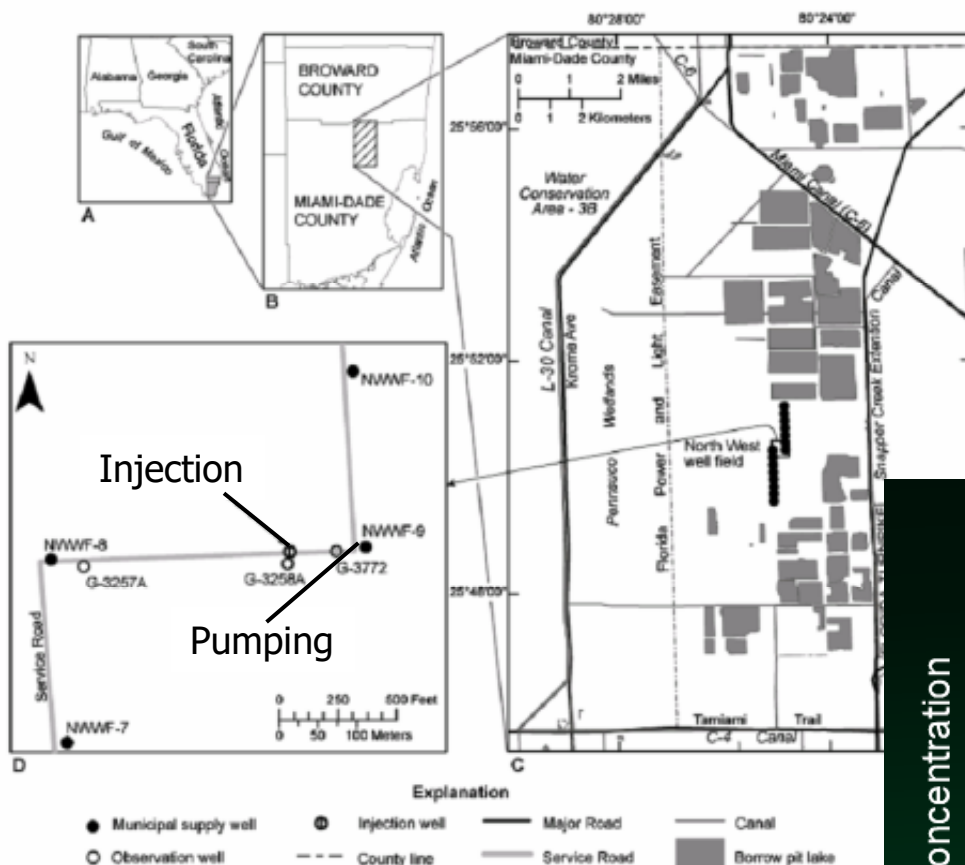 80°28'00"
80°24'00"
South
Carolina
Alabama
Georgia
Atlantic
Ocean
Florida
Gulf of Mexico
A
BROWARD
COUNTY
MIAMI-DADE
COUNTY
Atlantic
Ocean
B
Broward County
Miami-Dade County
0 1 2 Miles
0 1 2 Kilometers
C-6
25°56'09"
Water
Conservation
Area - 3B
Miami Canal (C-6)
Canal
L-30 Canal
Krome Ave
Pennsuco Wetlands
Florida Power and Light Easement
Snapper Creek Extension
25°52'09"
North West
well field
25°48'09"
Tamiami Trail
C-4 Canal
C
N
NWWF-10
Injection
NWWF-9
NWWF-8
G-3257A
G-3258A
G-3772
Pumping
Service Road
0 250 500 Feet
0 50 100 Meters
NWWF-7
D
Explanation
Municipal supply well
Injection well
Major Road
Canal
Observation well
County line
Service Road
Borrow pit lake
oncentration